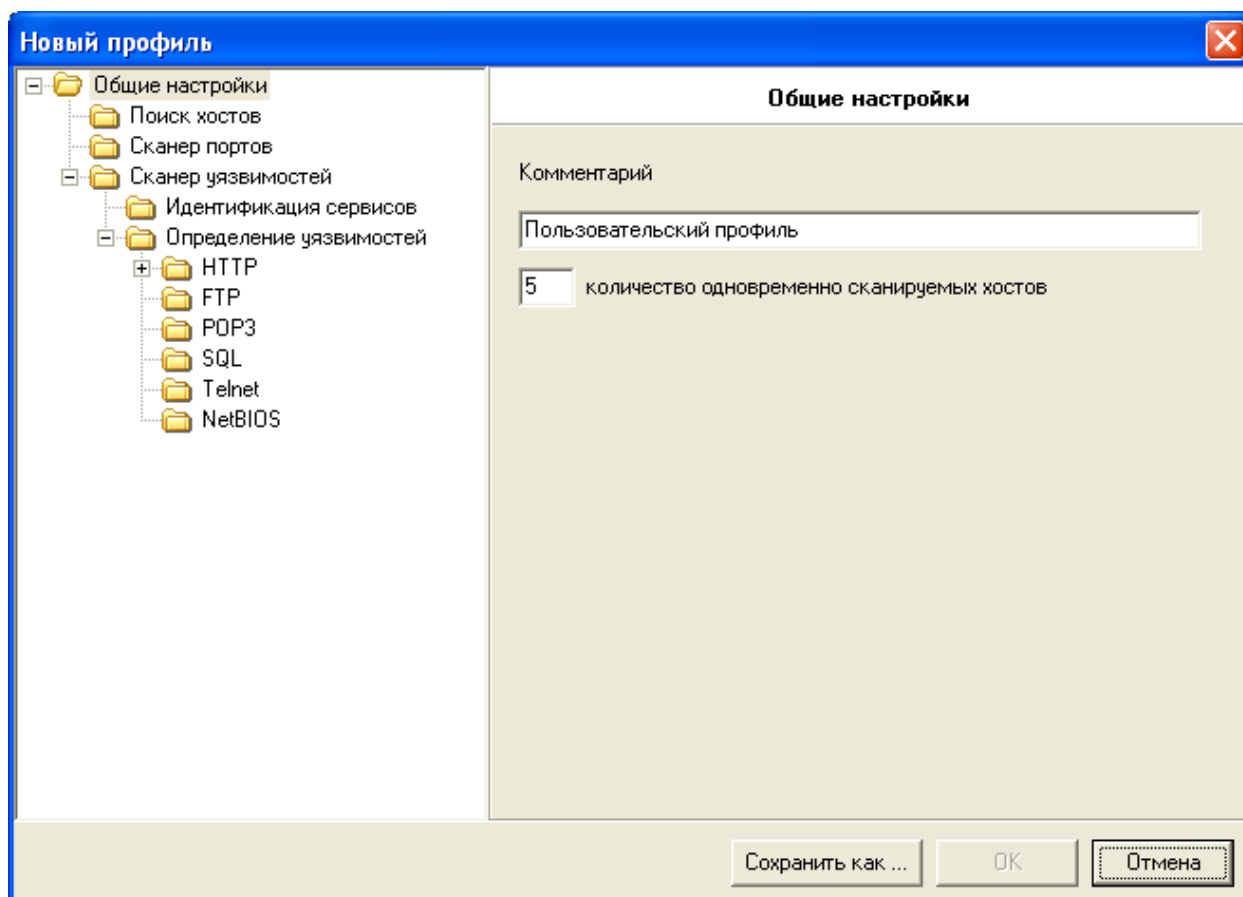 Новый профиль
Общие настройки
Поиск хостов
Сканер портов
Сканер уязвимостей
Идентификация сервисов
Определение уязвимостей
HTTP
FTP
POP3
SQL
Telnet
NetBIOS
Общие настройки
Комментарий
Пользовательский профиль
5 количество одновременно сканируемых хостов
Сохранить как ... OK Отмена